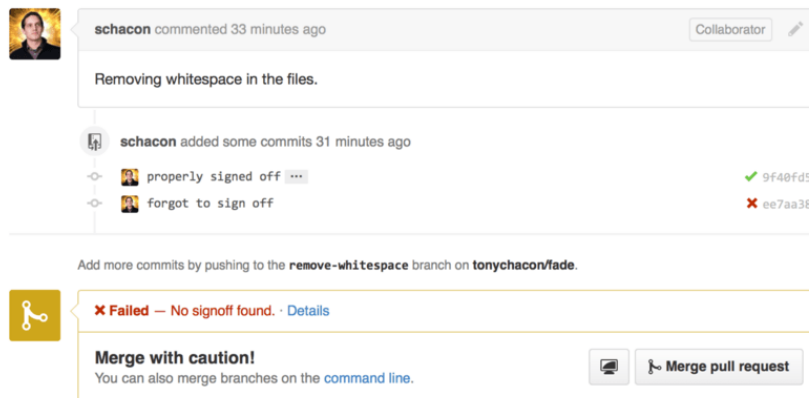 schacon commented 33 minutes ago Collaborator
Removing whitespace in the files.
schacon added some commits 31 minutes ago
properly signed off ... 9f40fd5
forgot to sign off ee7aa38
Add more commits by pushing to the remove-whitespace branch on tonychacon/fade.
Failed — No signoff found. · Details
Merge with caution!
You can also merge branches on the command line.
Merge pull request